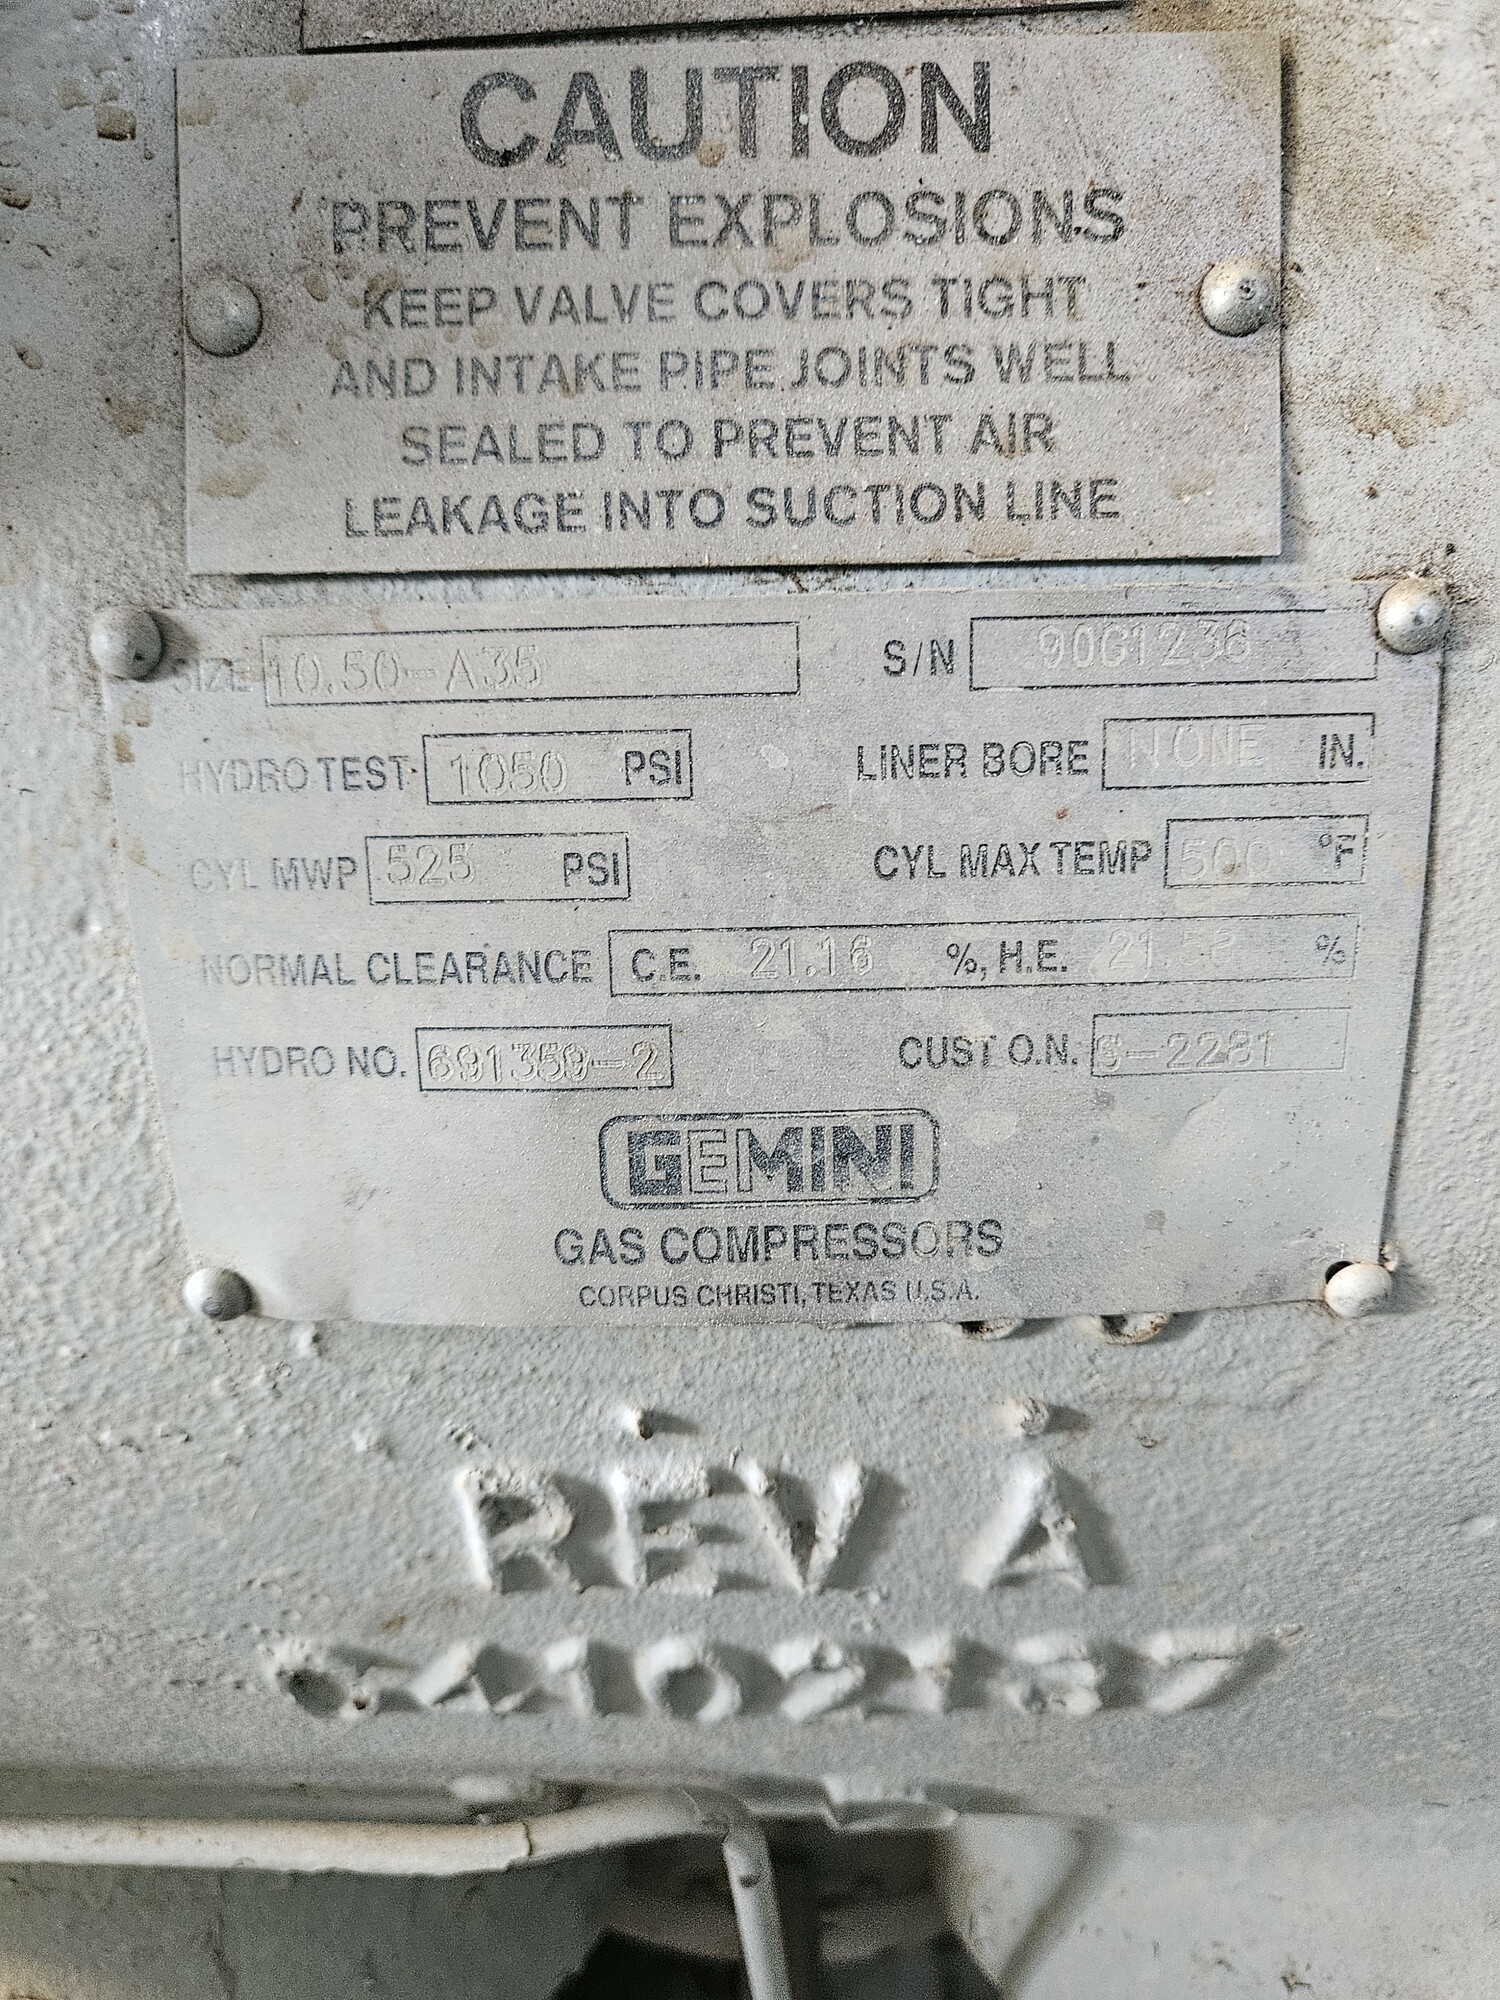 CAUTION
PREVENT EXPLOSIONS
KEEP VALVE COVERS TIGHT
AND INTAKE PIPE JOINTS WELL
SEALED TO PREVENT AIR
LEAKAGE INTO SUCTION LINE
SIZE 10.50-A35 S/N 90G1236
HYDRO TEST 1050 PSI LINER BORE NONE IN.
CYL MWP 525 PSI CYL MAX TEMP 500 °F
NORMAL CLEARANCE C.E. 21.16 %, H.E. %
HYDRO NO. 691359-2 CUST O.N. G-2281
GEMINI
GAS COMPRESSORS
CORPUS CHRISTI, TEXAS U.S.A.
REV A